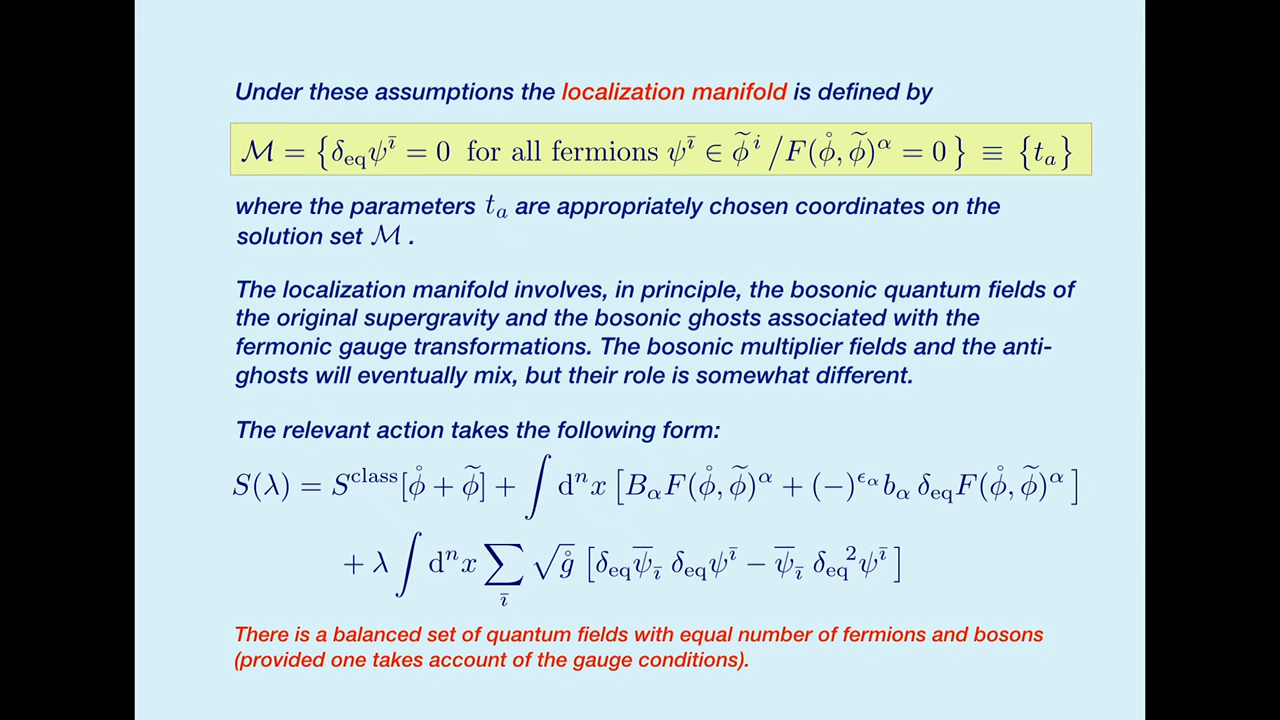 Under these assumptions the localization manifold is defined by
ℳ = { δ_eq ψ^ī = 0 for all fermions ψ^ī ∈ φ̃^i / F(φ̊, φ̃)^α = 0 } ≡ { t_a }
where the parameters t_a are appropriately chosen coordinates on the
solution set ℳ .
The localization manifold involves, in principle, the bosonic quantum fields of
the original supergravity and the bosonic ghosts associated with the
fermonic gauge transformations. The bosonic multiplier fields and the anti-
ghosts will eventually mix, but their role is somewhat different.
The relevant action takes the following form:
S(λ) = S^class[φ̊ + φ̃] + ∫ d^n x [ B_α F(φ̊, φ̃)^α + (−)^{ϵ_α} b_α δ_eq F(φ̊, φ̃)^α ]
+ λ ∫ d^n x ∑_ī √g̊ [ δ_eq ψ̅_ī δ_eq ψ^ī − ψ̅_ī δ_eq^2 ψ^ī ]
There is a balanced set of quantum fields with equal number of fermions and bosons
(provided one takes account of the gauge conditions).